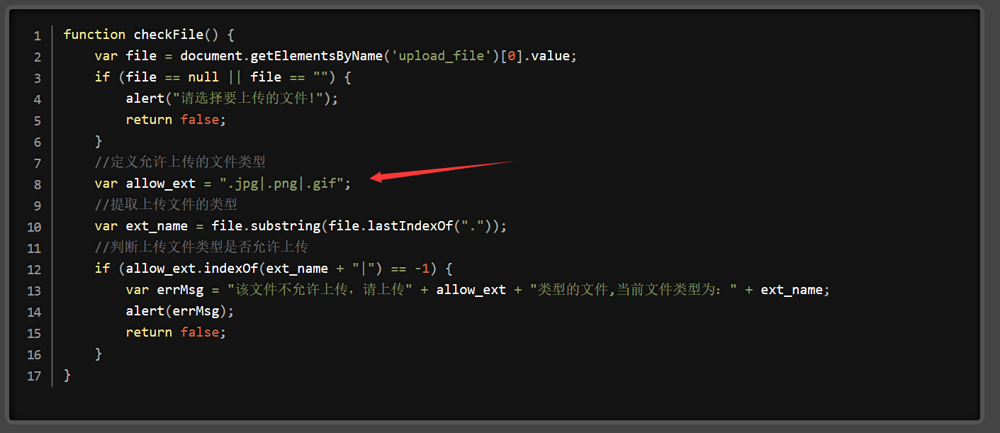 1 function checkFile() {
2 var file = document.getElementsByName('upload_file')[0].value;
3 if (file == null || file == "") {
4 alert("请选择要上传的文件!");
5 return false;
6 }
7 //定义允许上传的文件类型
8 var allow_ext = ".jpg|.png|.gif";
9 //提取上传文件的类型
10 var ext_name = file.substring(file.lastIndexOf("."));
11 //判断上传文件类型是否允许上传
12 if (allow_ext.indexOf(ext_name + "|") == -1) {
13 var errMsg = "该文件不允许上传，请上传" + allow_ext + "类型的文件,当前文件类型为：" + ext_name;
14 alert(errMsg);
15 return false;
16 }
17 }